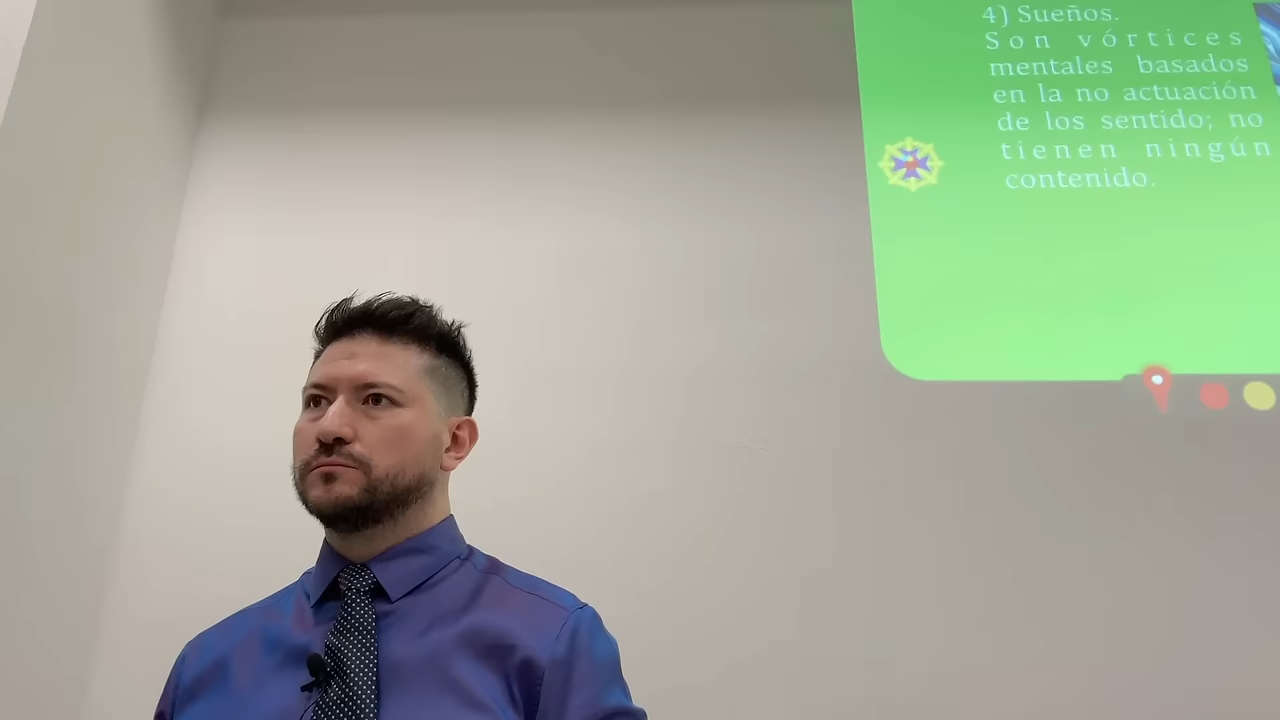 4) Sueños.
Son vórtices
mentales basados
en la no actuación
de los sentido; no
tienen ningún
contenido.